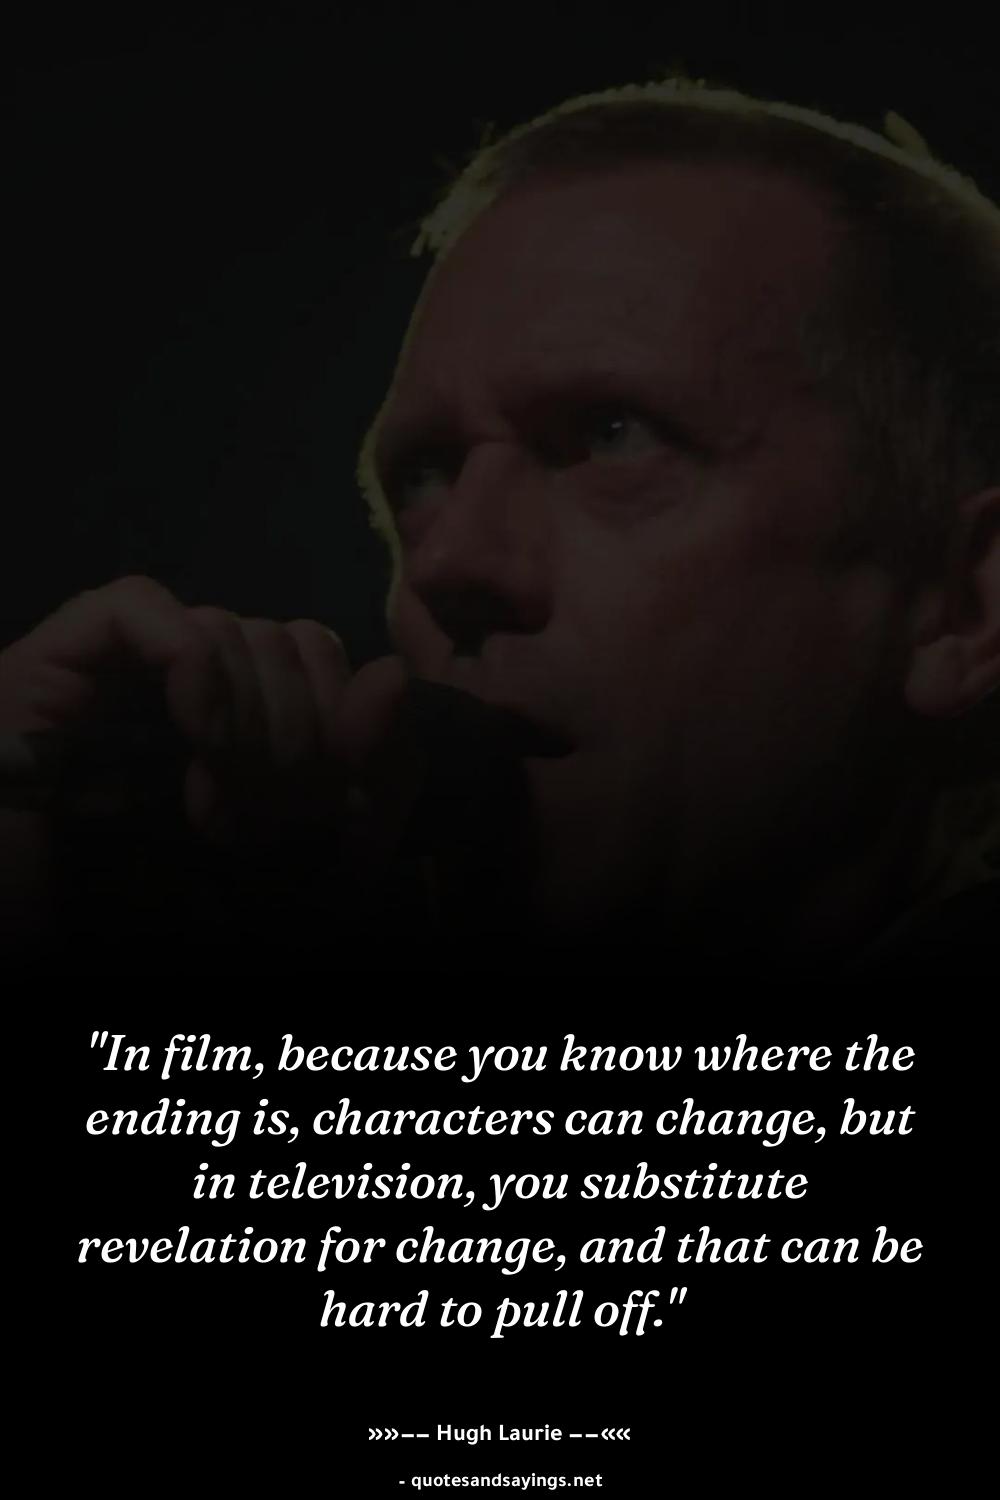 "In film, because you know where the
ending is, characters can change, but
in television, you substitute
revelation for change, and that can be
hard to pull off."
»»−− Hugh Laurie −−««
- quotesandsayings.net